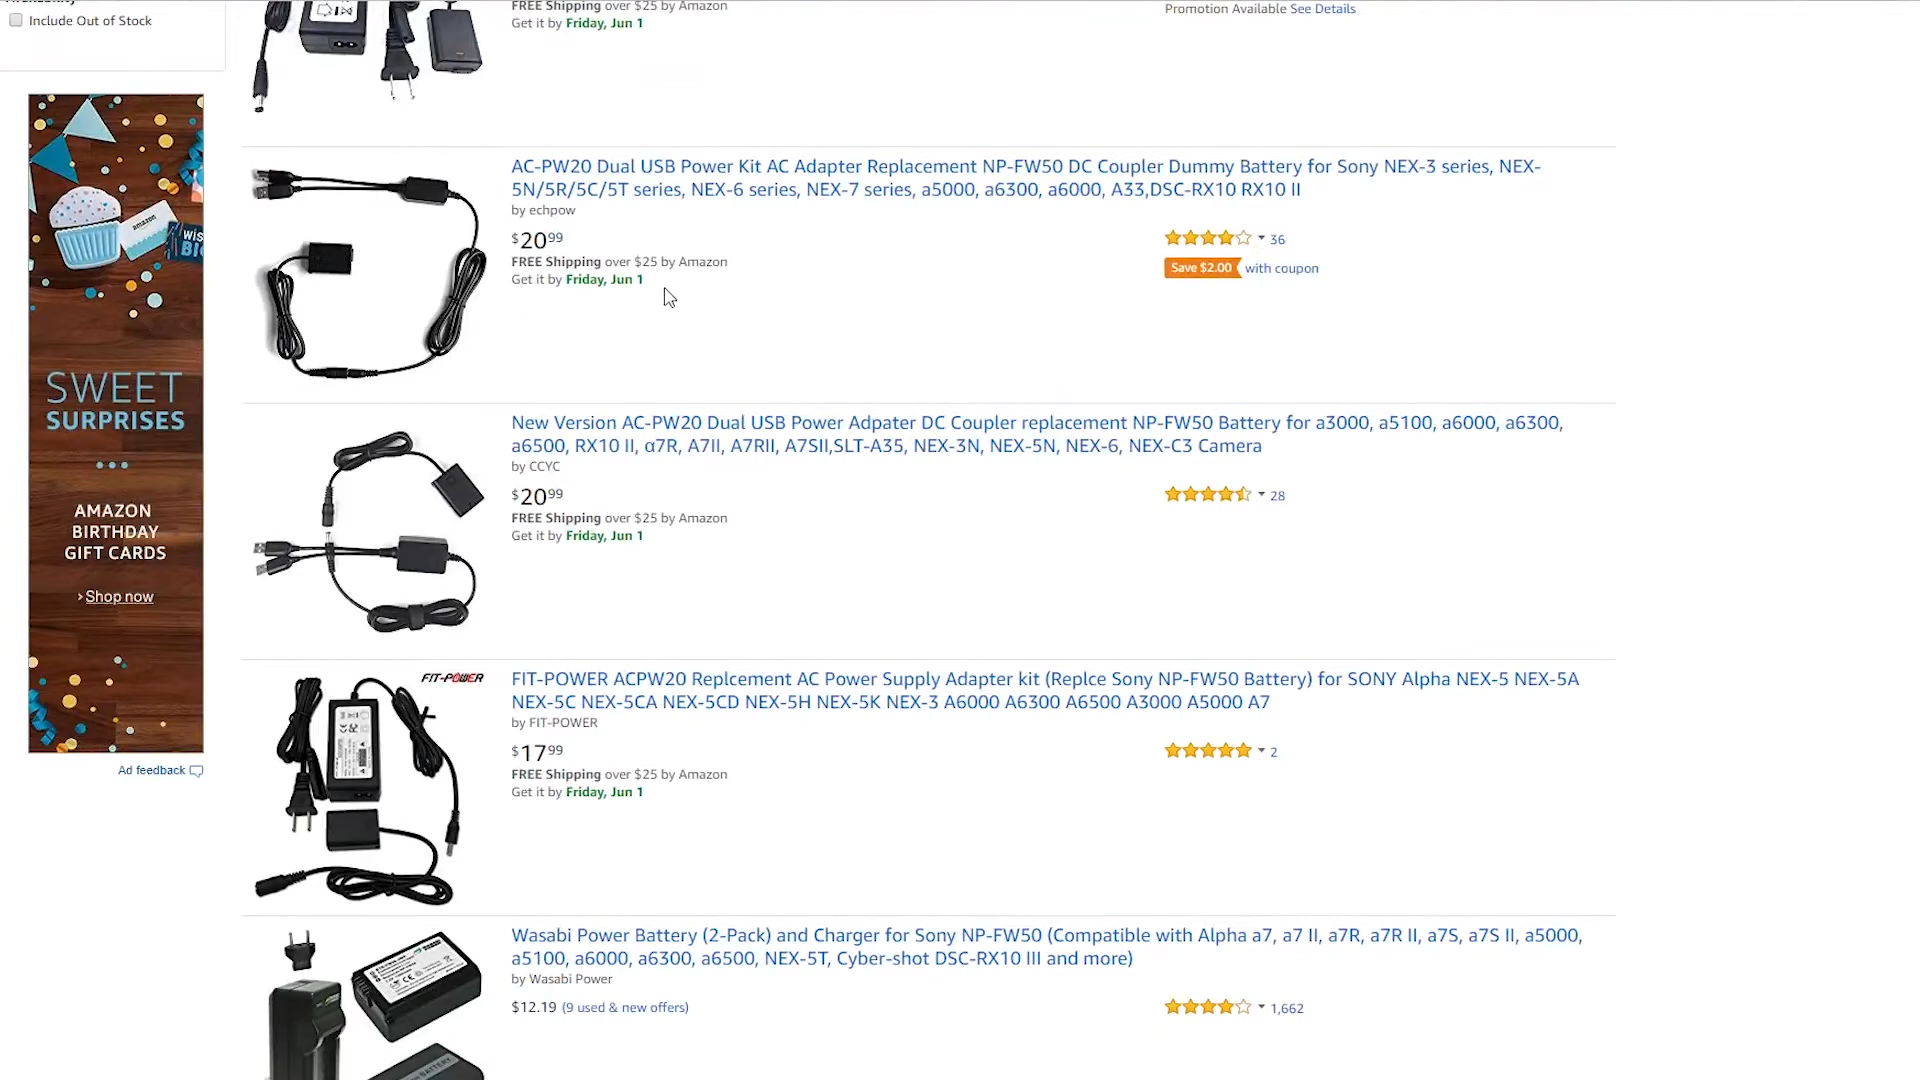 Include Out of Stock
FREE Shipping over $25 by Amazon
Get it by Friday, Jun 1
Promotion Available See Details
amazon
SWEET
SURPRISES
AMAZON
BIRTHDAY
GIFT CARDS
› Shop now
Ad feedback
AC-PW20 Dual USB Power Kit AC Adapter Replacement NP-FW50 DC Coupler Dummy Battery for Sony NEX-3 series, NEX-
5N/5R/5C/5T series, NEX-6 series, NEX-7 series, a5000, a6300, a6000, A33,DSC-RX10 RX10 II
by echpow
$20 99
FREE Shipping over $25 by Amazon
Get it by Friday, Jun 1
36
Save $2.00 with coupon
New Version AC-PW20 Dual USB Power Adpater DC Coupler replacement NP-FW50 Battery for a3000, a5100, a6000, a6300,
a6500, RX10 II, α7R, A7II, A7RII, A7SII,SLT-A35, NEX-3N, NEX-5N, NEX-6, NEX-C3 Camera
by CCYC
$20 99
FREE Shipping over $25 by Amazon
Get it by Friday, Jun 1
28
FIT-POWER
FIT-POWER ACPW20 Replcement AC Power Supply Adapter kit (Replce Sony NP-FW50 Battery) for SONY Alpha NEX-5 NEX-5A
NEX-5C NEX-5CA NEX-5CD NEX-5H NEX-5K NEX-3 A6000 A6300 A6500 A3000 A5000 A7
by FIT-POWER
$17 99
FREE Shipping over $25 by Amazon
Get it by Friday, Jun 1
2
Wasabi Power Battery (2-Pack) and Charger for Sony NP-FW50 (Compatible with Alpha a7, a7 II, a7R, a7R II, a7S, a7S II, a5000,
a5100, a6000, a6300, a6500, NEX-5T, Cyber-shot DSC-RX10 III and more)
by Wasabi Power
$12.19 (9 used & new offers)
1,662